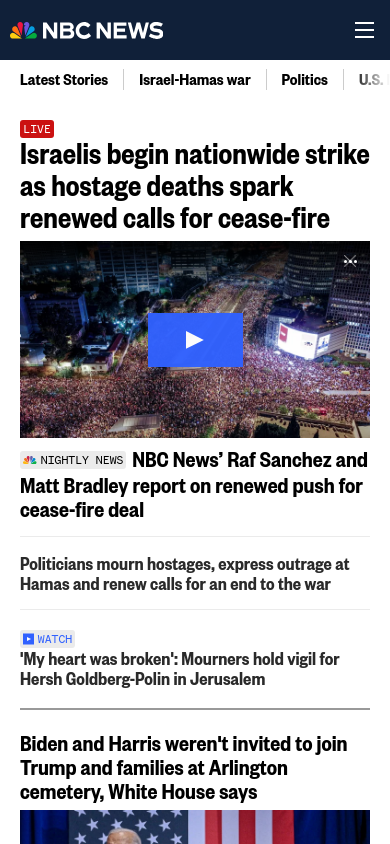 NBC NEWS
Latest Stories
Israel-Hamas war
Politics
U.S.
LIVE
Israelis begin nationwide strike
as hostage deaths spark
renewed calls for cease-fire
NIGHTLY NEWS NBC News’ Raf Sanchez and
Matt Bradley report on renewed push for
cease-fire deal
Politicians mourn hostages, express outrage at
Hamas and renew calls for an end to the war
WATCH
'My heart was broken': Mourners hold vigil for
Hersh Goldberg-Polin in Jerusalem
Biden and Harris weren't invited to join
Trump and families at Arlington
cemetery, White House says